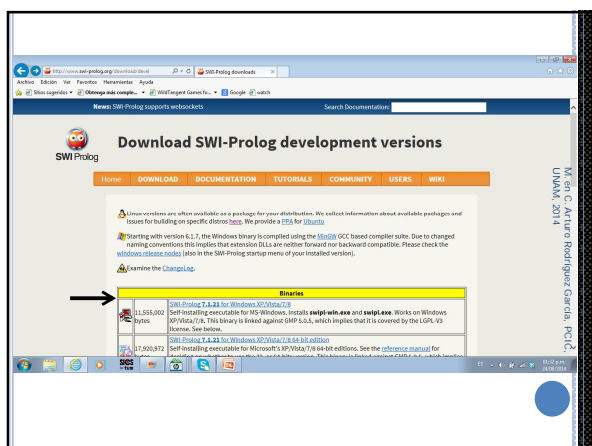 http://www.swi-prolog.org/download/devel
SWI-Prolog downloads
Archivo Edición Ver Favoritos Herramientas Ayuda
Sitios sugeridos Obtenga más comple... WildTangent Games fo... Google watch
News: SWI-Prolog supports websockets
Search Documentation:
SWI Prolog
Download SWI-Prolog development versions
Home DOWNLOAD DOCUMENTATION TUTORIALS COMMUNITY USERS WIKI
Linux versions are often available as a package for your distribution. We collect information about available packages and
issues for building on specific distros here. We provide a PPA for Ubuntu
Starting with version 6.1.7, the Windows binary is compiled using the MinGW GCC based compiler suite. Due to changed
naming conventions this implies that extension DLLs are neither forward nor backward compatible. Please check the
windows release nodes (also in the SWI-Prolog startup menu of your installed version).
Examine the ChangeLog.
Binaries
SWI-Prolog 7.1.21 for Windows XP/Vista/7/8
11,555,002 bytes
Self-installing executable for MS-Windows. Installs swipl-win.exe and swipl.exe. Works on Windows
XP/Vista/7/8. This binary is linked against GMP 5.0.5, which implies that it is covered by the LGPL-V3
license. See below.
SWI-Prolog 7.1.21 for Windows XP/Vista/7/8 64-bit edition
17,920,972
Self-installing executable for Microsoft's XP/Vista/7/8 64-bit editions. See the reference manual for
ES
01:32 p.m.
24/08/2014
M. en C. Arturo Rodríguez García, PCIC,
UNAM, 2014